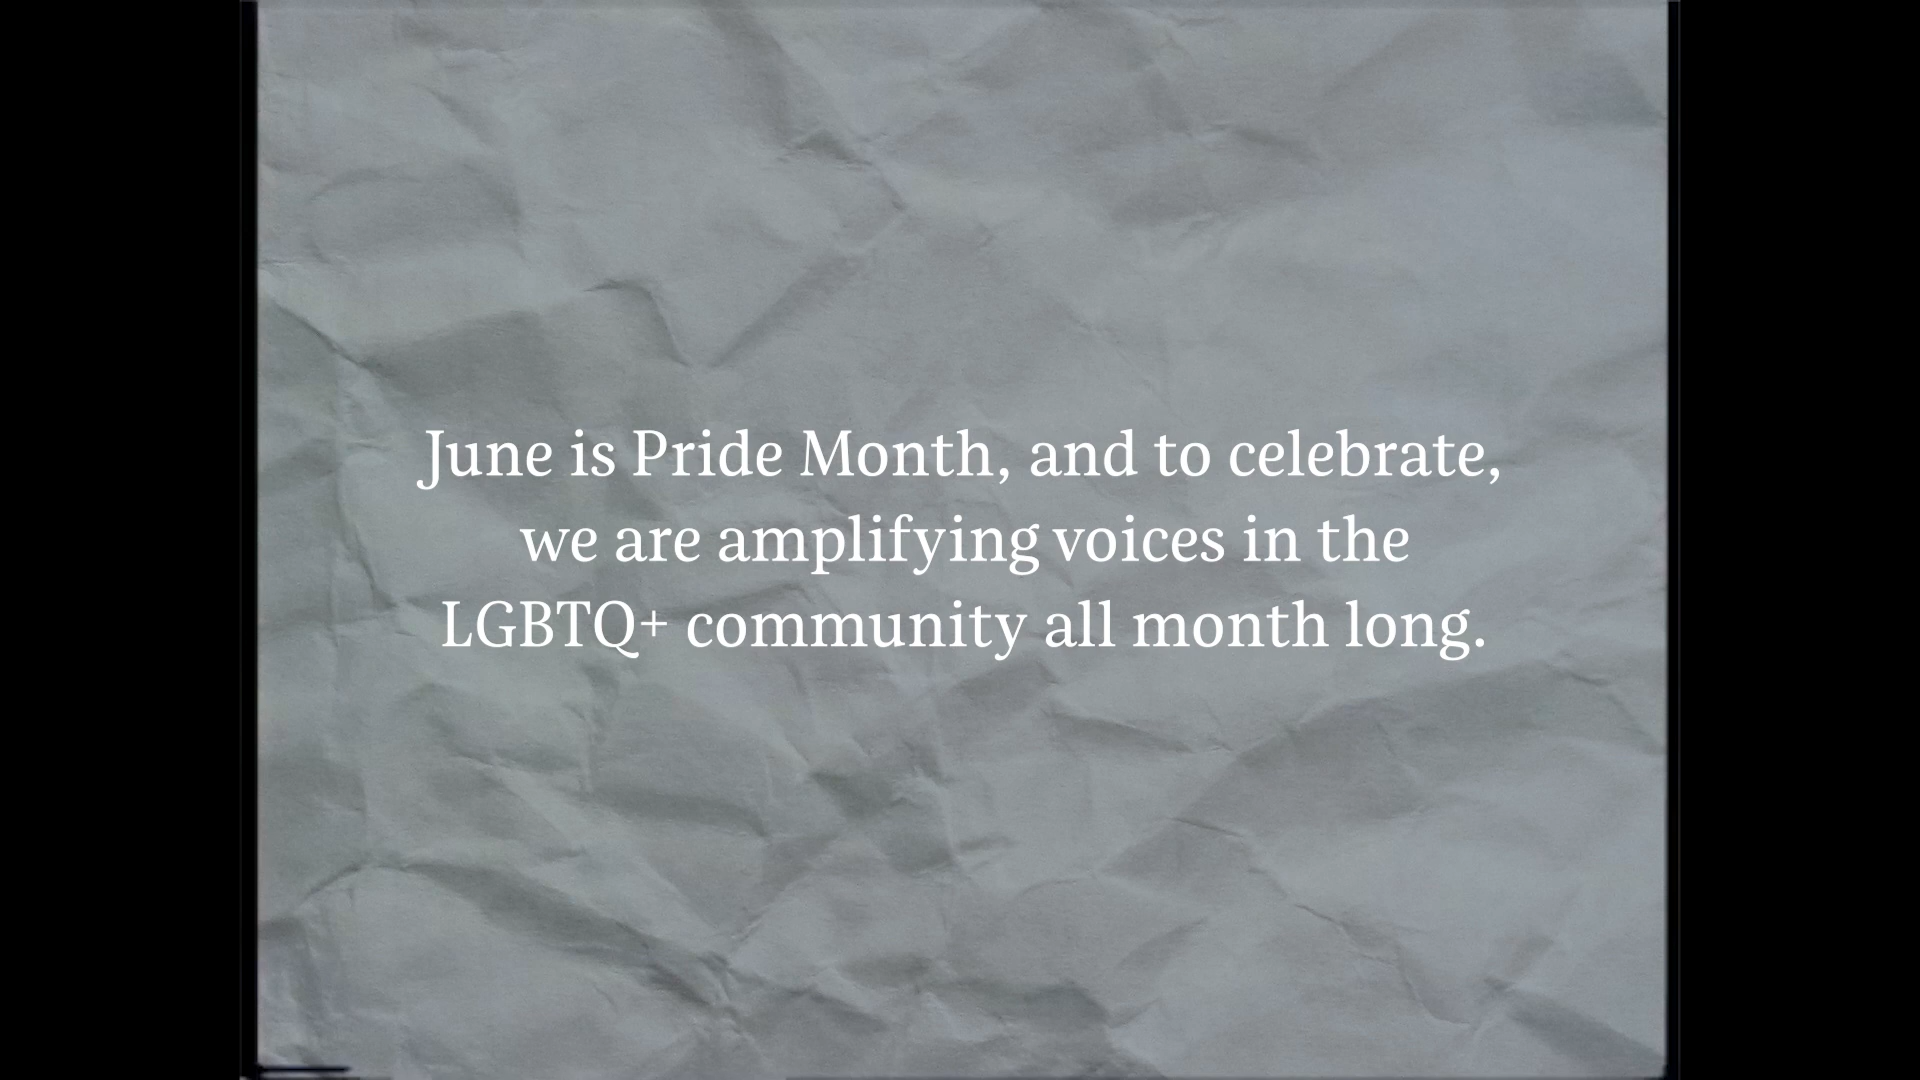 June is Pride Month, and to celebrate,
we are amplifying voices in the
LGBTQ+ community all month long.